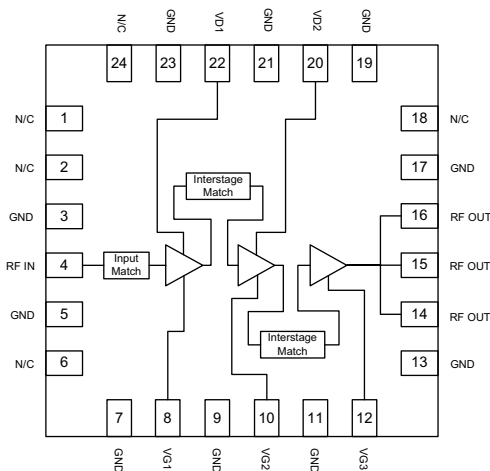 N/C
GND
VD1
GND
VD2
GND
24
23
22
21
20
19
N/C
1
18
N/C
N/C
2
17
GND
Interstage
Match
GND
3
16
RF OUT
RF IN
4
Input
Match
15
RF OUT
GND
5
14
RF OUT
Interstage
Match
N/C
6
13
GND
7
8
9
10
11
12
GND
VG1
GND
VG2
GND
VG3